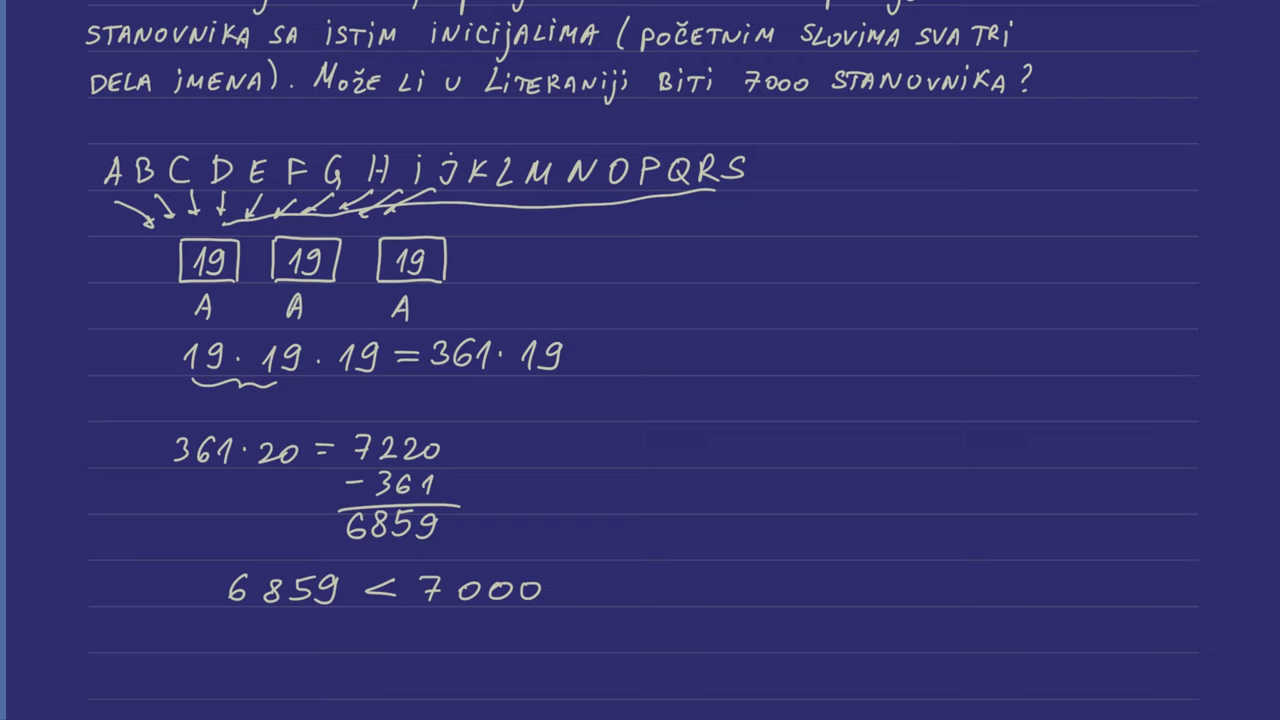 STANOVNIKA SA ISTIM INICIJALIMA (POČETNIM SLOVIMA SVA TRI
DELA IMENA). MOŽE LI U LITERANIJI BITI 7000 STANOVNIKA?
A B C D E F G H I J K L M N O P Q R S
19 19 19
A A A
19 · 19 · 19 = 361 · 19
361 · 20 = 7220
- 361
6859
6859 < 7000